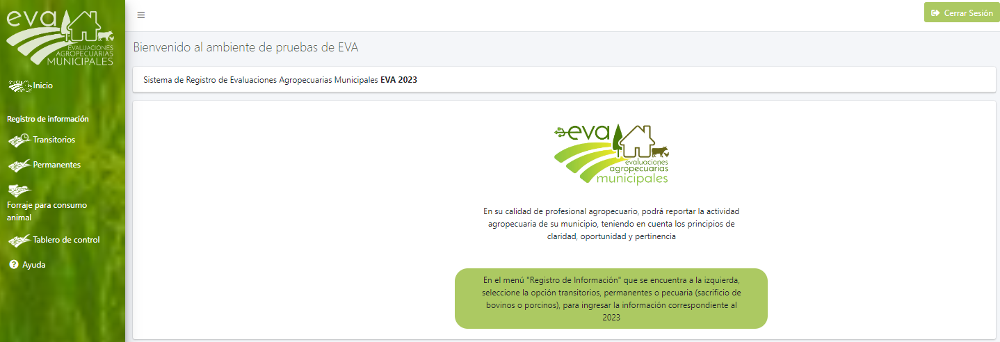 eva
EVALUACIONES
AGROPECUARIAS
MUNICIPALES
Inicio
Registro de información
Transitorios
Permanentes
Forraje para consumo
animal
Tablero de control
Ayuda
Cerrar Sesión
Bienvenido al ambiente de pruebas de EVA
Sistema de Registro de Evaluaciones Agropecuarias Municipales EVA 2023
eva
evaluaciones
agropecuarias
municipales
En su calidad de profesional agropecuario, podrá reportar la actividad
agropecuaria de su municipio, teniendo en cuenta los principios de
claridad, oportunidad y pertinencia
En el menú "Registro de Información" que se encuentra a la izquierda,
seleccione la opción transitorios, permanentes o pecuaria (sacrificio de
bovinos o porcinos), para ingresar la información correspondiente al
2023